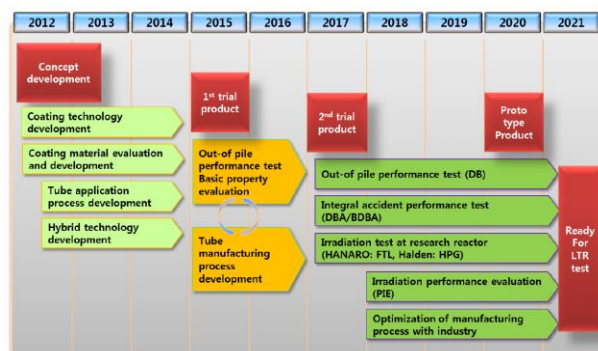 2012 2013 2014 2015 2016 2017 2018 2019 2020 2021
Concept
development
1st trial
product
2nd trial
product
Proto
type
Product
Coating technology
development
Coating material evaluation
and development
Tube application
process development
Hybrid technology
development
Out-of pile
performance test
Basic property
evaluation
Tube
manufacturing
process
development
Out-of pile performance test (DB)
Integral accident performance test
(DBA/BDBA)
Irradiation test at research reactor
(HANARO: FTL, Halden: HPG)
Irradiation performance evaluation
(PIE)
Optimization of manufacturing
process with industry
Ready
For
LTR
test